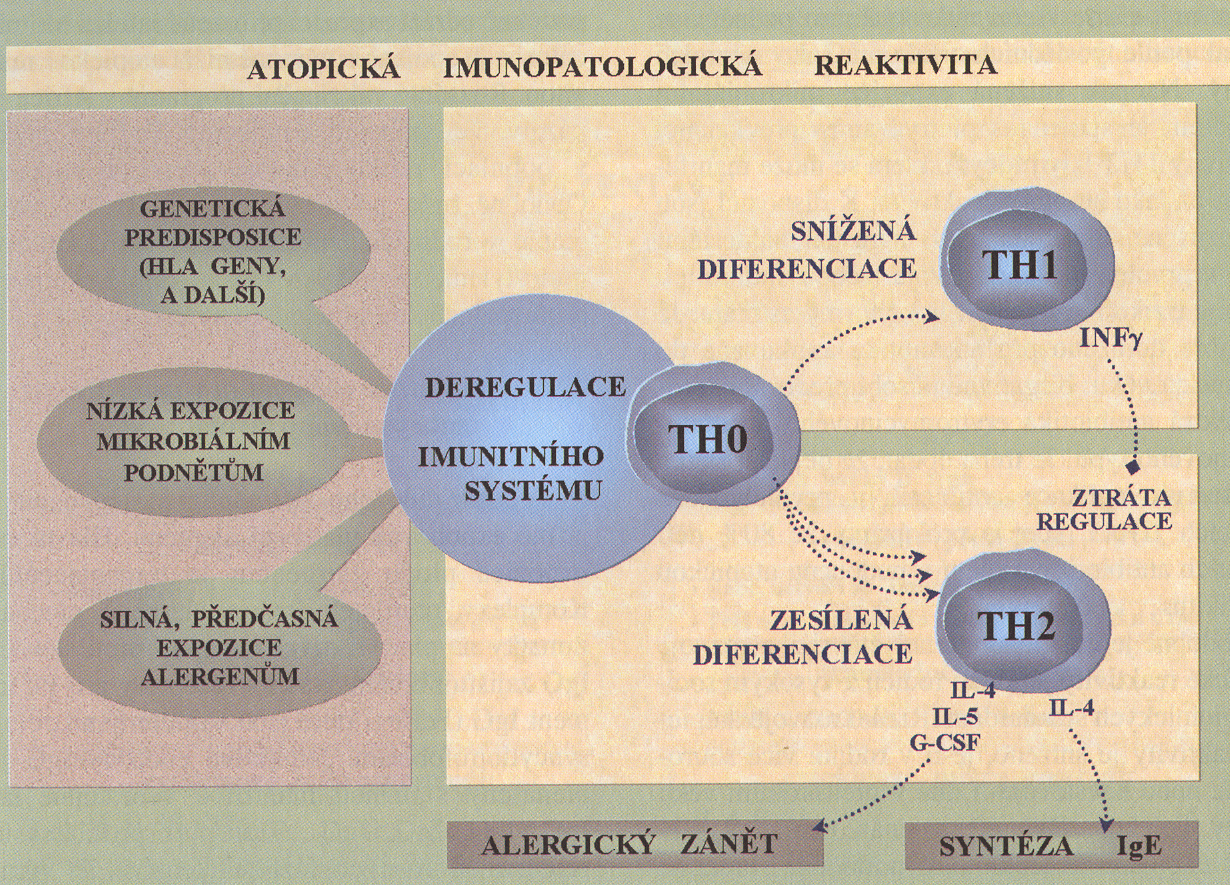 ATOPICKÁ IMUNOPATOLOGICKÁ REAKTIVITA
GENETICKÁ
PREDISPOSICE
(HLA GENY,
A DALŠÍ)
NÍZKÁ EXPOZICE
MIKROBIÁLNÍM
PODNĚTŮM
SILNÁ, PŘEDČASNÁ
EXPOZICE
ALERGENŮM
DEREGULACE
IMUNITNÍHO
SYSTÉMU
TH0
SNÍŽENÁ
DIFERENCIACE
TH1
INFγ
ZTRÁTA
REGULACE
ZESÍLENÁ
DIFERENCIACE
TH2
IL-4
IL-5
G-CSF
IL-4
ALERGICKÝ ZÁNĚT
SYNTÉZA IgE